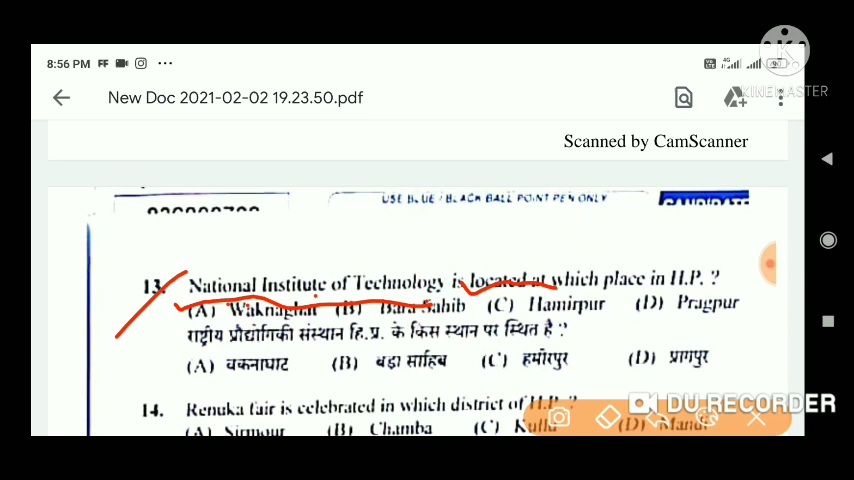 8:56 PM FF
KINEMASTER
New Doc 2021-02-02 19.23.50.pdf
Scanned by CamScanner
USE BLUE / BLACK BALL POINT PEN ONLY
13. National Institute of Technology is located at which place in H.P. ?
(A) Waknaghat (B) Bara Sahib (C) Hamirpur (D) Pragpur
राष्ट्रीय प्रौद्योगिकी संस्थान हि.प्र. के किस स्थान पर स्थित है ?
(A) वकनाघाट (B) बड़ा साहिब (C) हमीरपुर (D) प्रागपुर
14. Renuka fair is celebrated in which district of H.P. ?
(A) Sirmour (B) Chamba (C) Kullu (D) Mandi
DU RECORDER